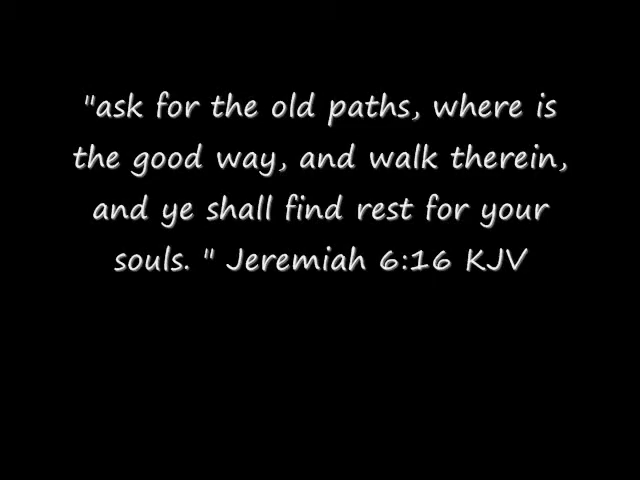 "ask for the old paths, where is
the good way, and walk therein,
and ye shall find rest for your
souls. " Jeremiah 6:16 KJV